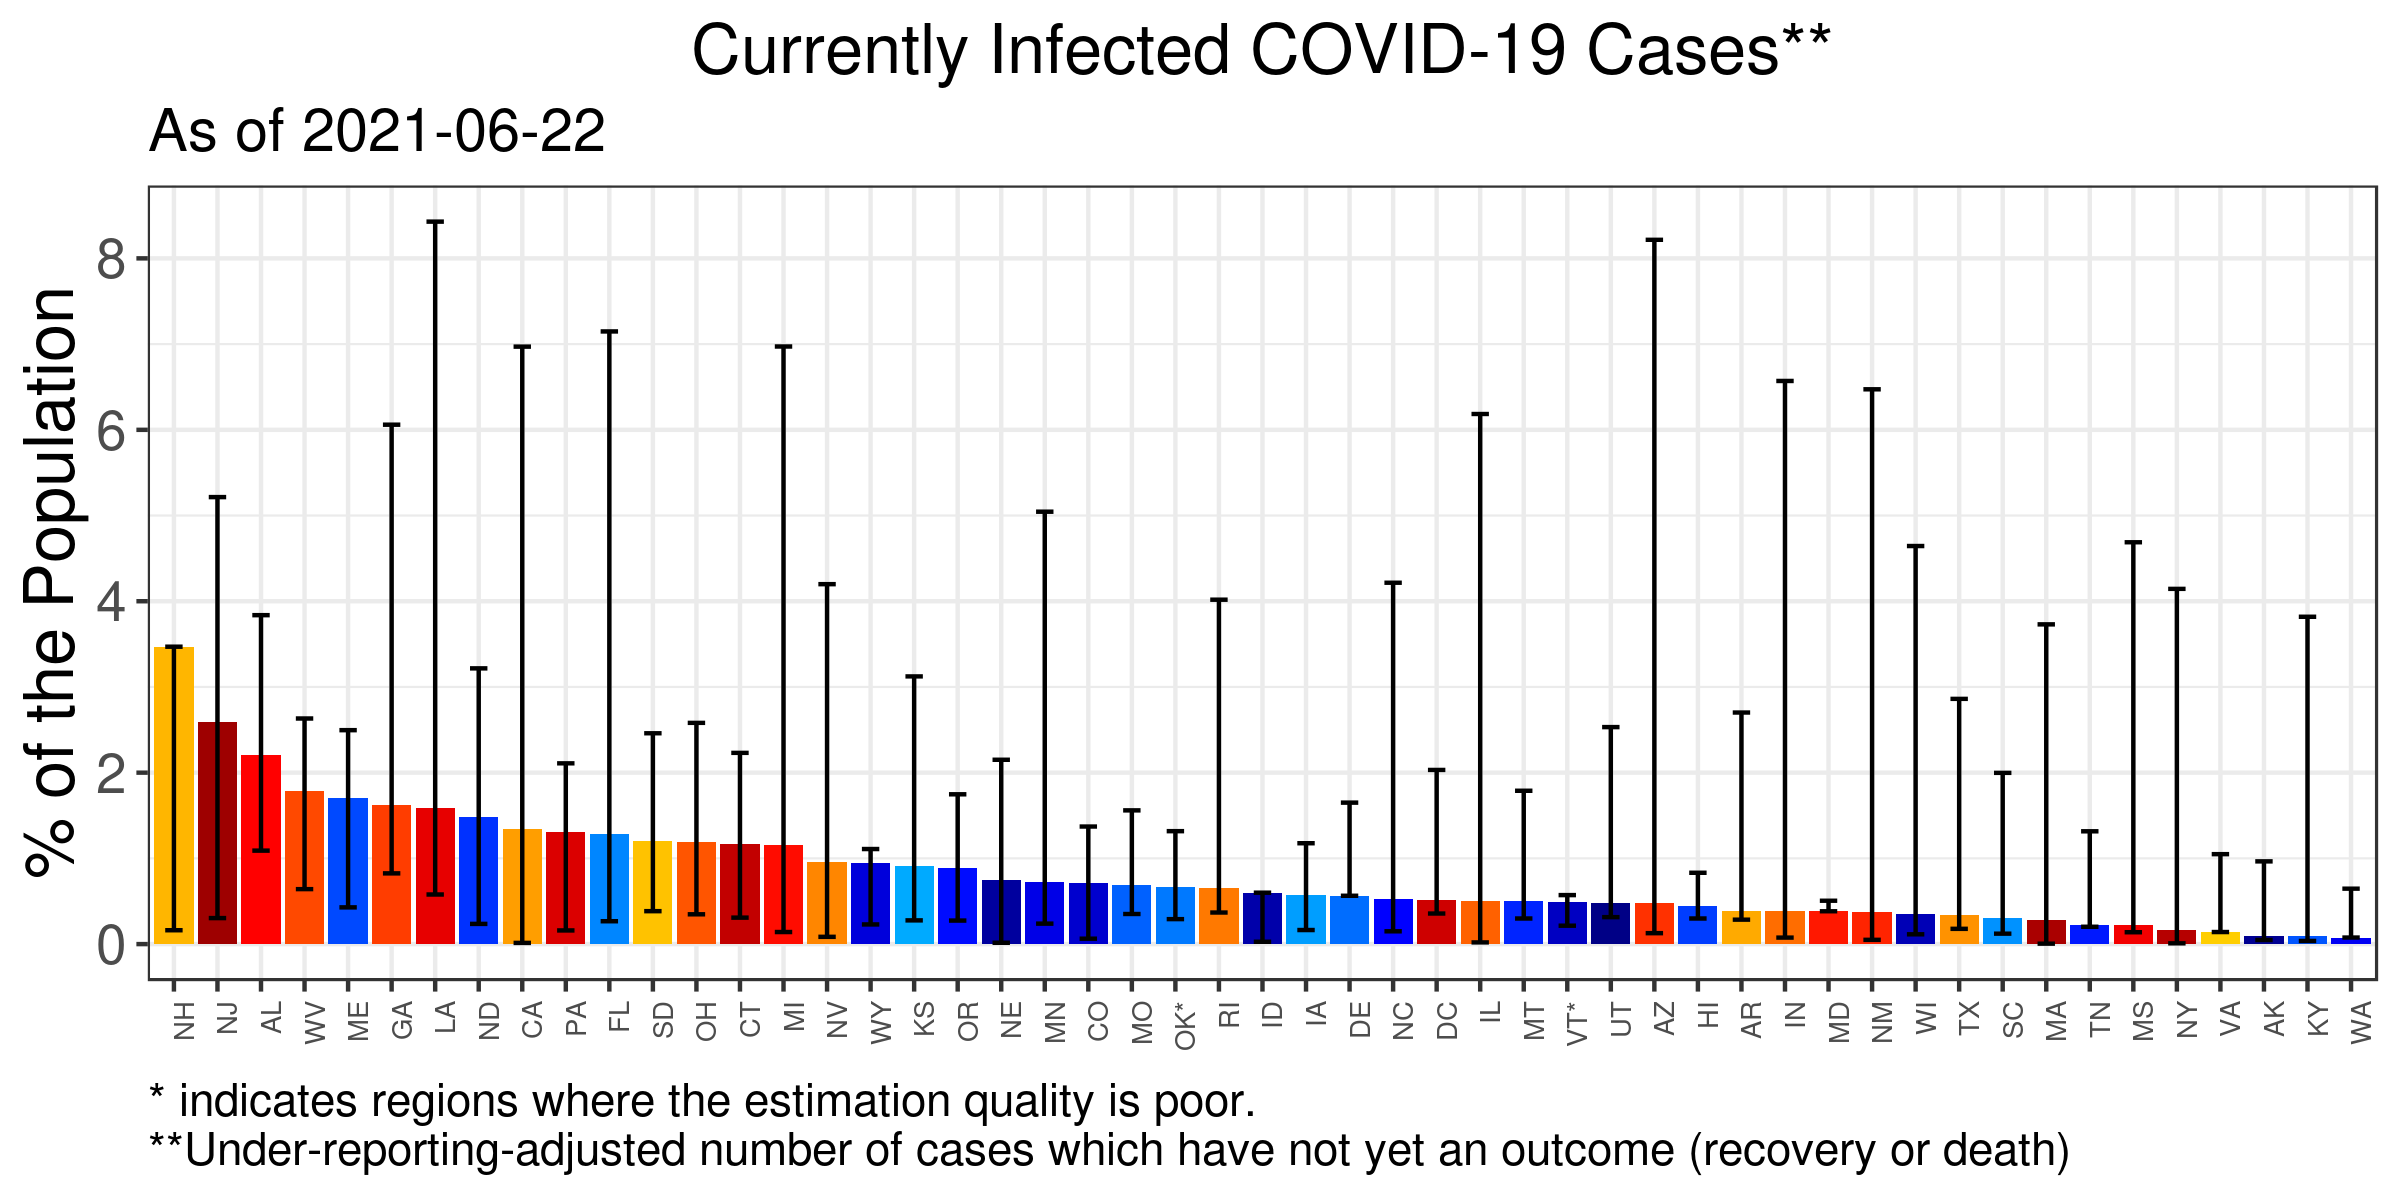 Currently Infected COVID-19 Cases**
As of 2021-06-22
% of the Population
8
6
4
2
0
NH NJ AL WV ME GA LA ND CA PA FL SD OH CT MI NV WY KS OR NE MN CO MO OK* RI ID IA DE NC DC IL MT VT* UT AZ HI AR IN MD NM WI TX SC MA TN MS NY VA AK KY WA
* indicates regions where the estimation quality is poor.
**Under-reporting-adjusted number of cases which have not yet an outcome (recovery or death)